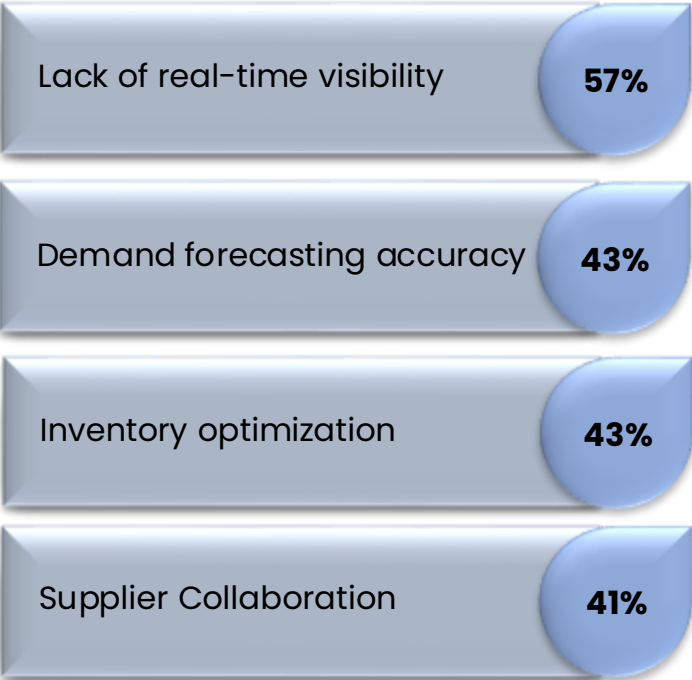 Lack of real-time visibility
57%
Demand forecasting accuracy
43%
Inventory optimization
43%
Supplier Collaboration
41%